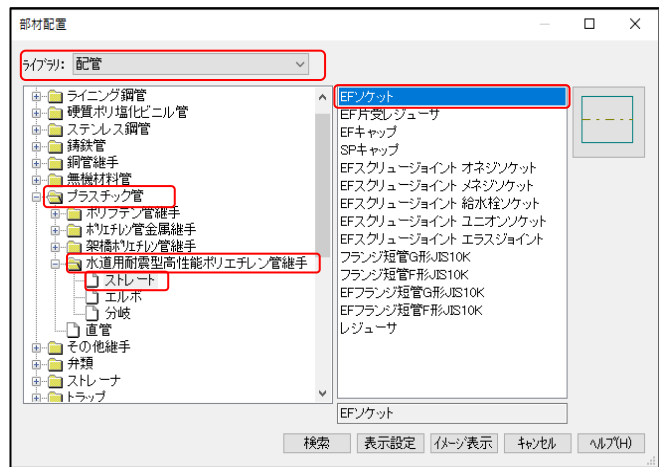 部材配置
ﾗｲﾌﾞﾗﾘ: 配管
ライニング鋼管
硬質ポリ塩化ビニル管
ステンレス鋼管
鋳鉄管
銅管継手
無機材料管
プラスチック管
ポリブテン管継手
ﾎﾟﾘｴﾁﾚﾝ管金属継手
架橋ﾎﾟﾘｴﾁﾚﾝ管継手
水道用耐震型高性能ポリエチレン管継手
ストレート
エルボ
分岐
直管
その他継手
弁類
ストレーナ
トラップ
EFソケット
EF片受レジューサ
EFキャップ
SPキャップ
EFスクリュージョイント オネジソケット
EFスクリュージョイント メネジソケット
EFスクリュージョイント 給水栓ソケット
EFスクリュージョイント ユニオンソケット
EFスクリュージョイント エラスジョイント
フランジ短管G形JIS10K
フランジ短管F形JIS10K
EFフランジ短管G形JIS10K
EFフランジ短管F形JIS10K
レジューサ
EFソケット
検索 表示設定 ｲﾒｰｼﾞ表示 ｷｬﾝｾﾙ ﾍﾙﾌﾟ(H)